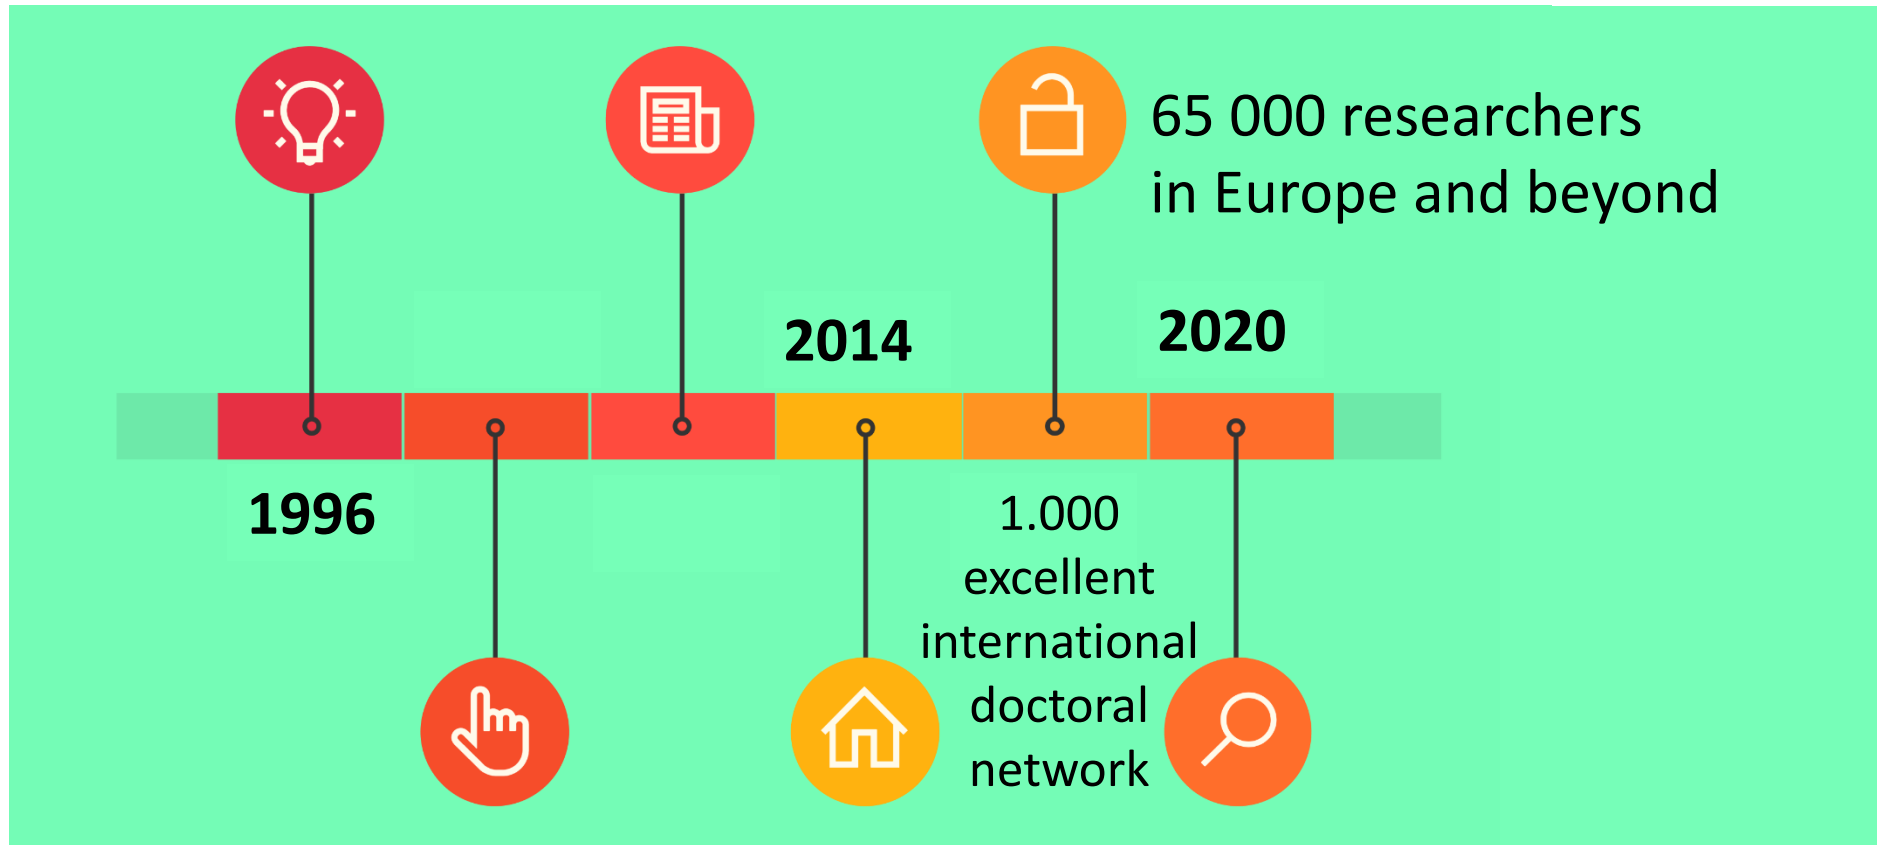 65 000 researchers
in Europe and beyond
2014
2020
1996
1.000
excellent
international
doctoral
network